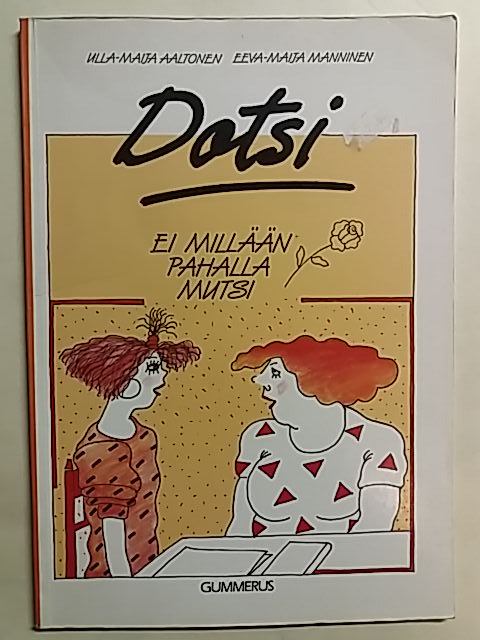 ULLA-MAIJA AALTONEN EEVA-MAIJA MANNINEN
Dotsi
EI MILLÄÄN
PAHALLA
MUTSI
GUMMERUS